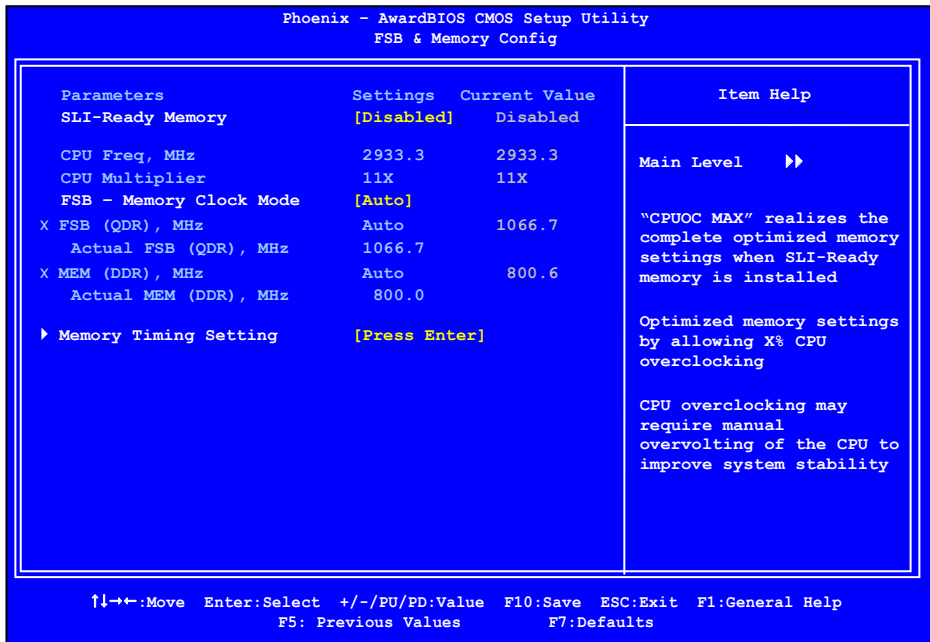 Phoenix - AwardBIOS CMOS Setup Utility
FSB & Memory Config
Parameters Settings Current Value
SLI-Ready Memory [Disabled] Disabled
CPU Freq, MHz 2933.3 2933.3
CPU Multiplier 11X 11X
FSB - Memory Clock Mode [Auto]
X FSB (QDR), MHz Auto 1066.7
Actual FSB (QDR), MHz 1066.7
X MEM (DDR), MHz Auto 800.6
Actual MEM (DDR), MHz 800.0
Memory Timing Setting [Press Enter]
Item Help
Main Level
“CPUOC MAX” realizes the
complete optimized memory
settings when SLI-Ready
memory is installed
Optimized memory settings
by allowing X% CPU
overclocking
CPU overclocking may
require manual
overvolting of the CPU to
improve system stability
↑↓→←:Move Enter:Select +/-/PU/PD:Value F10:Save ESC:Exit F1:General Help
F5: Previous Values F7:Defaults